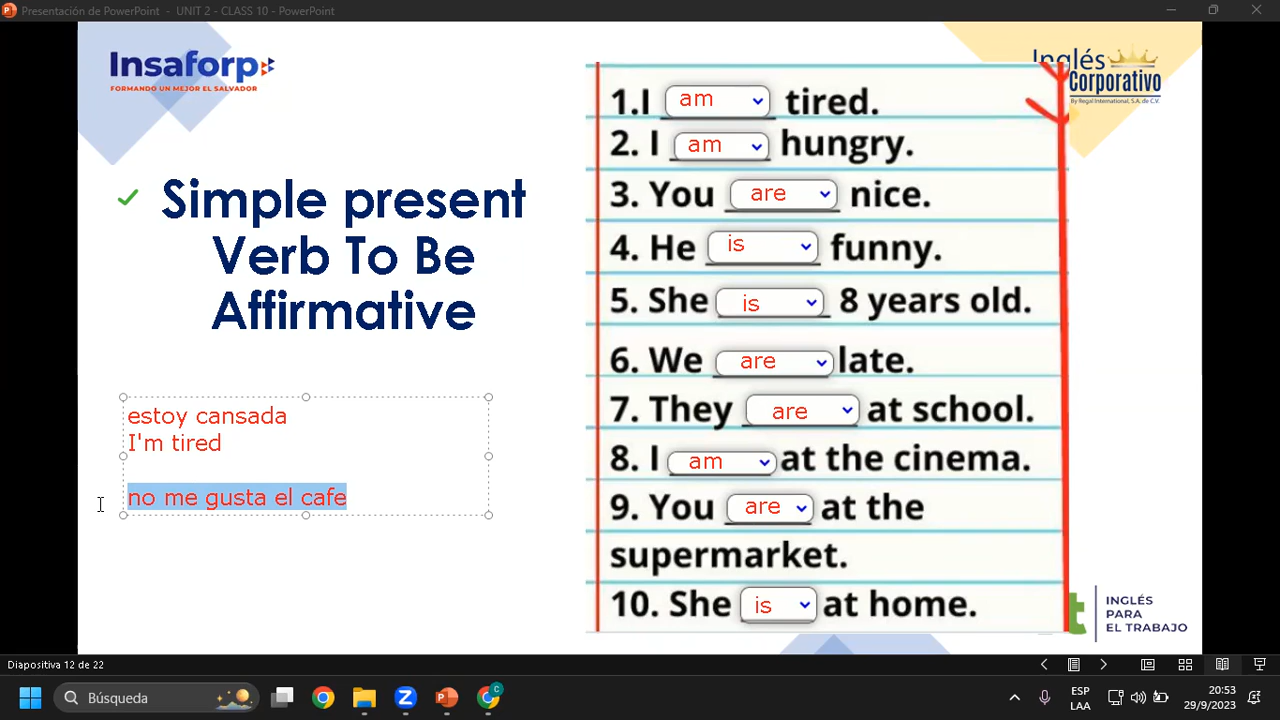 Presentación de PowerPoint - UNIT 2 - CLASS 10 - PowerPoint
Insaforp
FORMANDO UN MEJOR EL SALVADOR
Inglés
Corporativo
By Regal International, S.A. de C.V.
✓ Simple present
Verb To Be
Affirmative
estoy cansada
I'm tired
no me gusta el cafe
1.I am tired.
2. I am hungry.
3. You are nice.
4. He is funny.
5. She is 8 years old.
6. We are late.
7. They are at school.
8. I am at the cinema.
9. You are at the
supermarket.
10. She is at home.
t
INGLÉS
PARA
EL TRABAJO
Diapositiva 12 de 22
Búsqueda
ESP
LAA
20:53
29/9/2023